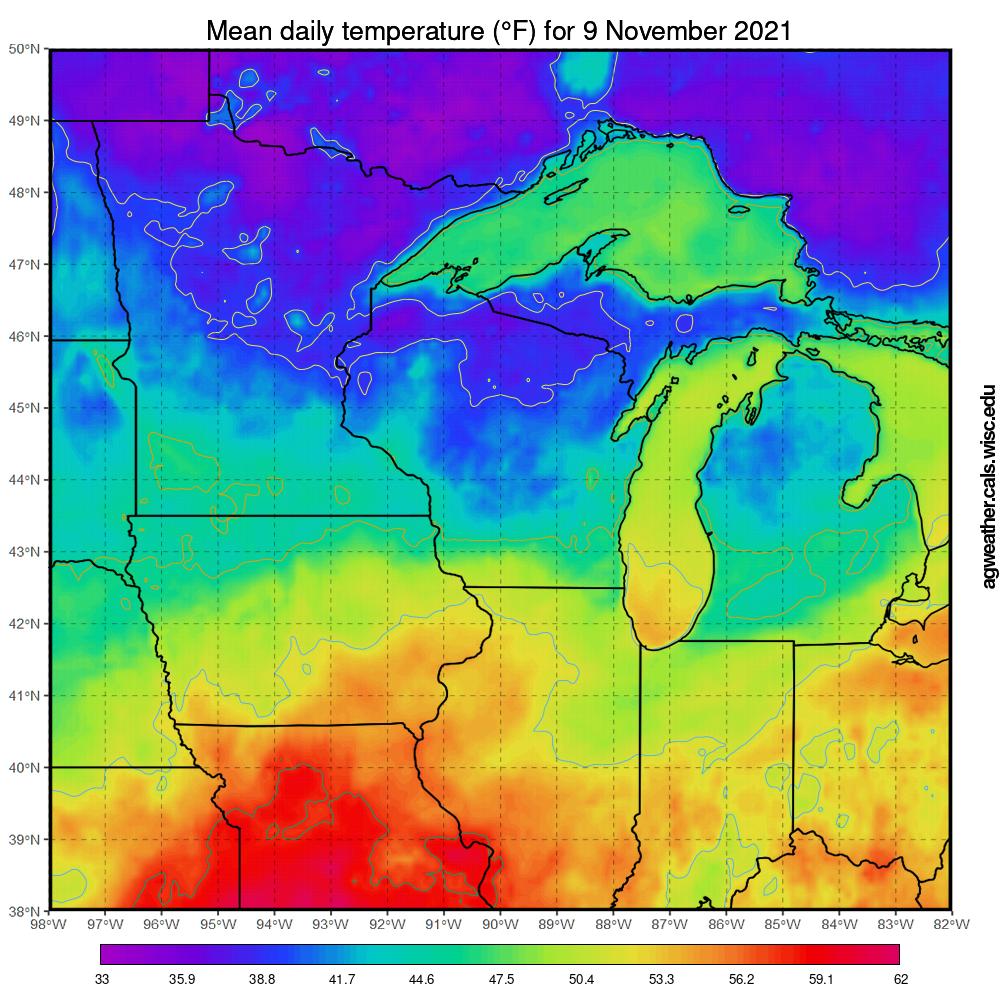 Mean daily temperature (°F) for 9 November 2021
50°N
49°N
48°N
47°N
46°N
45°N
44°N
43°N
42°N
41°N
40°N
39°N
38°N
98°W 97°W 96°W 95°W 94°W 93°W 92°W 91°W 90°W 89°W 88°W 87°W 86°W 85°W 84°W 83°W 82°W
33 35.9 38.8 41.7 44.6 47.5 50.4 53.3 56.2 59.1 62
agweather.cals.wisc.edu